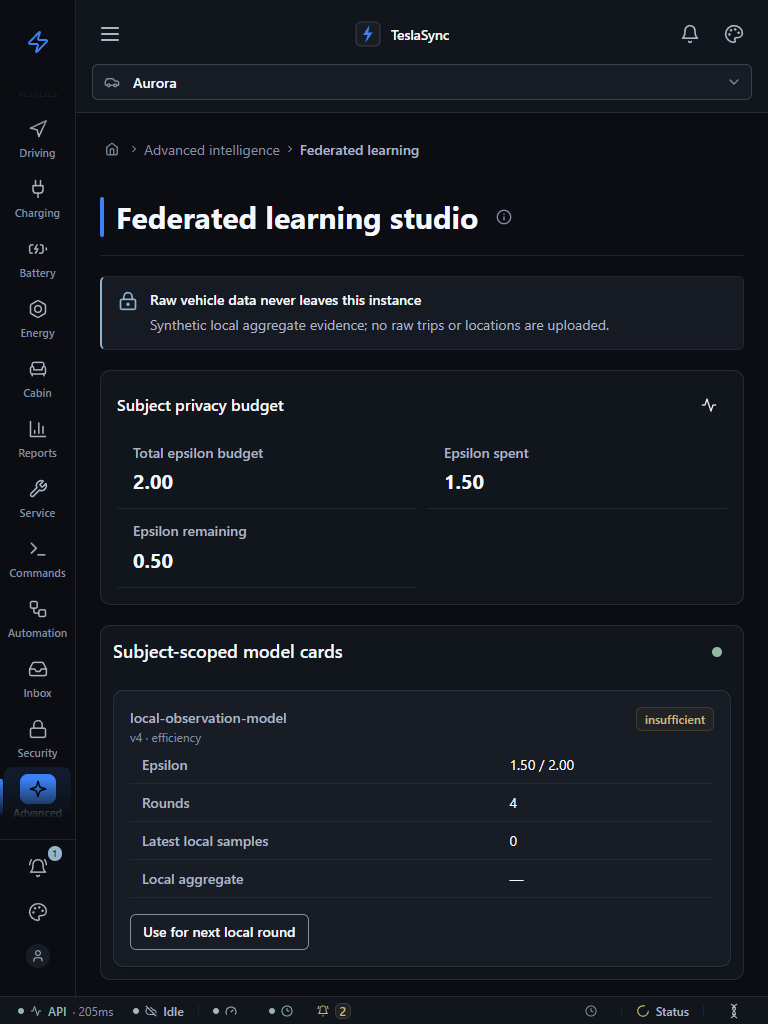 TeslaSync
Aurora
Driving
Charging
Battery
Energy
Cabin
Reports
Service
Commands
Automation
Inbox
Security
Advanced
1
Advanced intelligence
Federated learning
Federated learning studio
Raw vehicle data never leaves this instance
Synthetic local aggregate evidence; no raw trips or locations are uploaded.
Subject privacy budget
Total epsilon budget
2.00
Epsilon spent
1.50
Epsilon remaining
0.50
Subject-scoped model cards
local-observation-model
insufficient
v4 · efficiency
Epsilon 1.50 / 2.00
Rounds 4
Latest local samples 0
Local aggregate —
Use for next local round
API · 205ms
Idle
2
Status